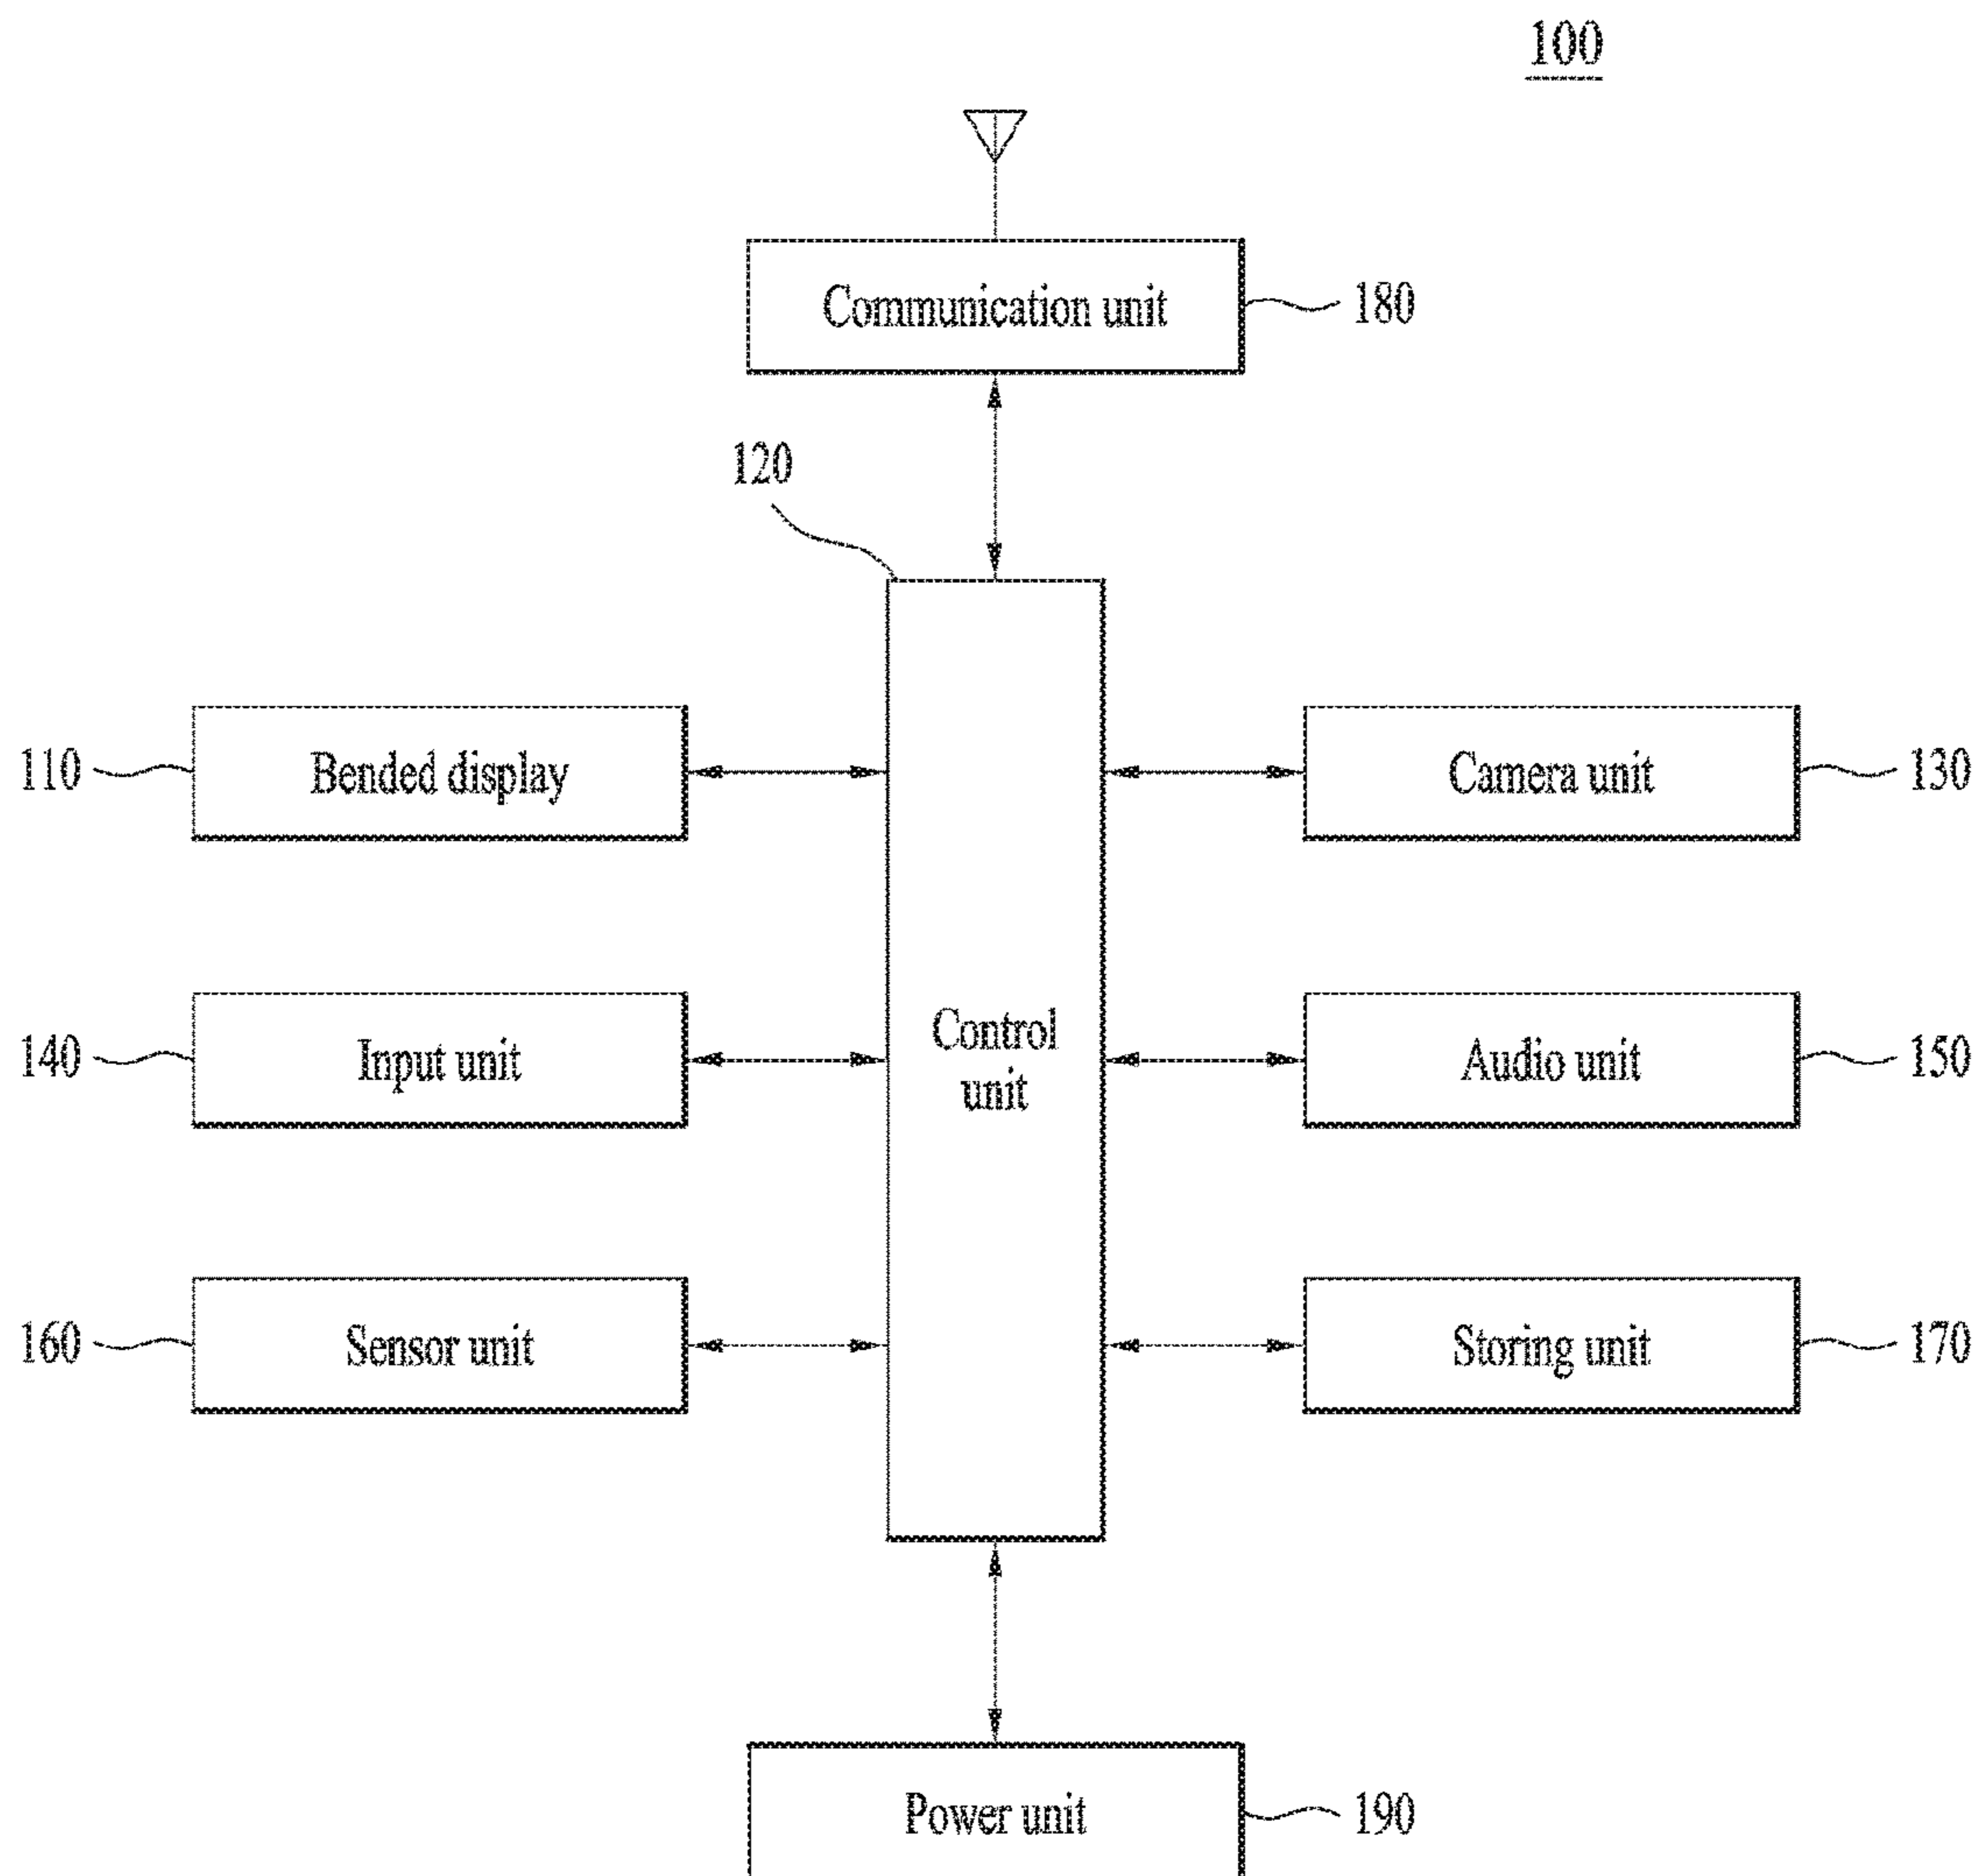 100
Communication unit
180
120
110
Bended display
Camera unit
130
140
Input unit
Control
unit
Audio unit
150
160
Sensor unit
Storing unit
170
Power unit
190